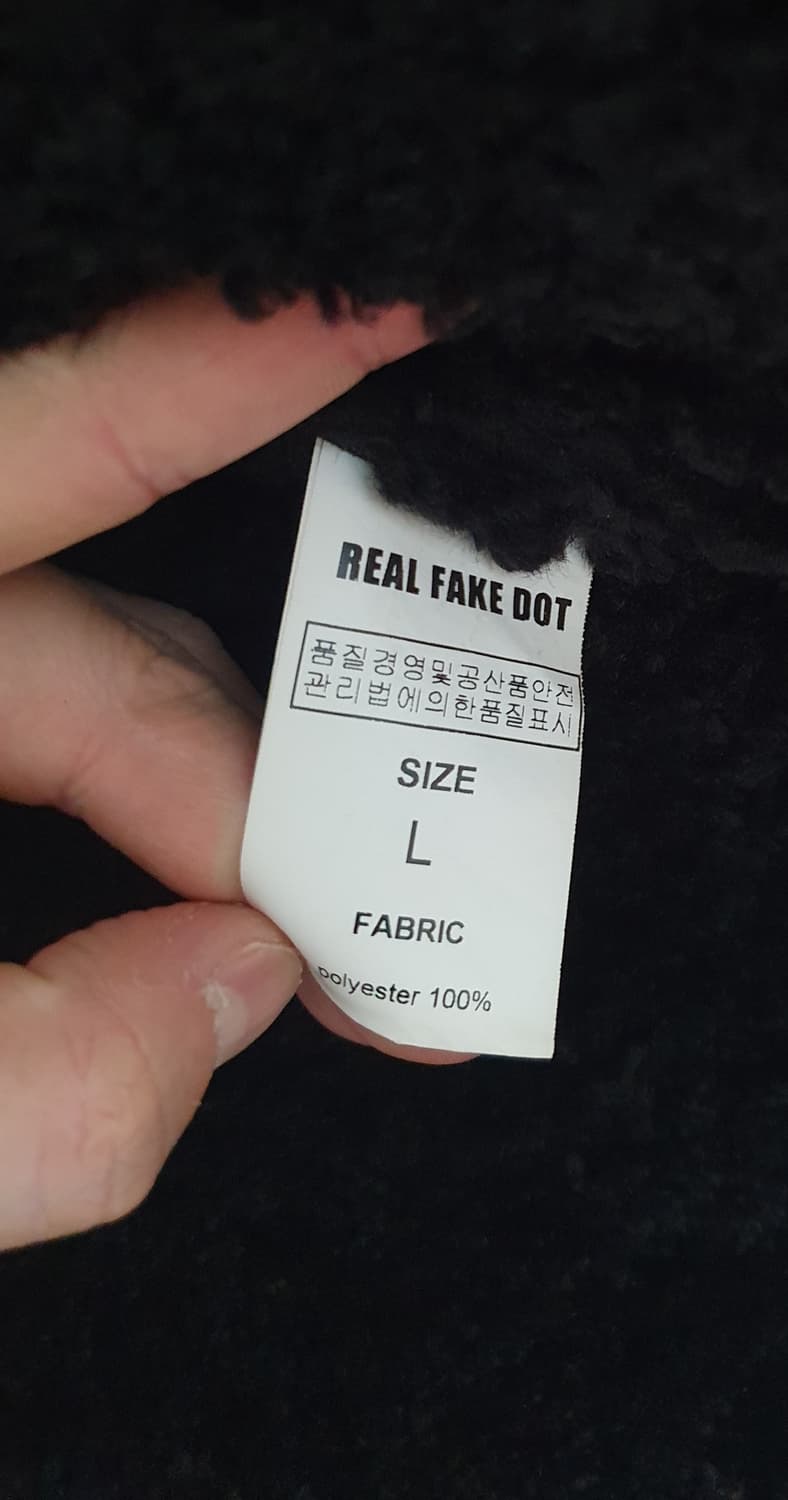 REAL FAKE DOT
품질경영및공산품안전
관리법에의한품질표시
SIZE
L
FABRIC
polyester 100%